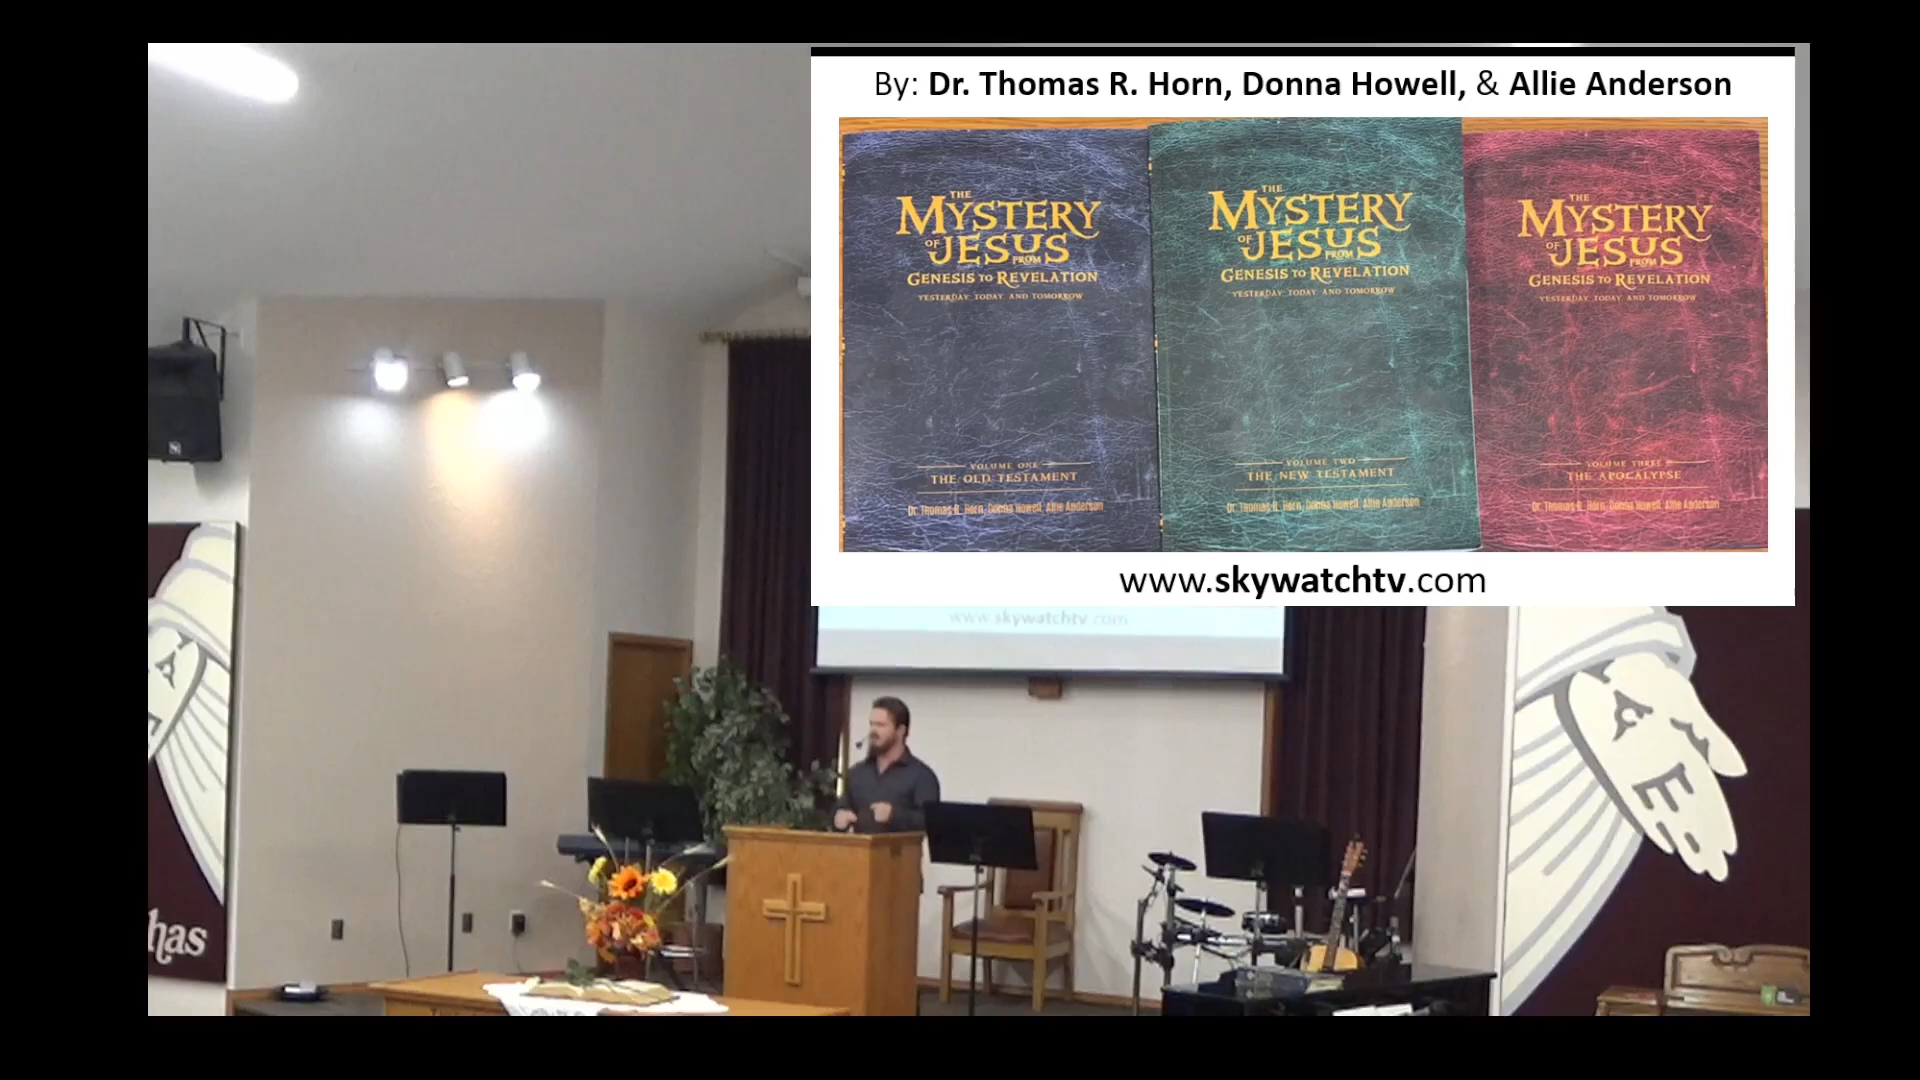 By: Dr. Thomas R. Horn, Donna Howell, & Allie Anderson
THE
MYSTERY
OF JESUS FROM
GENESIS TO REVELATION
YESTERDAY, TODAY, AND TOMORROW
VOLUME ONE
THE OLD TESTAMENT
Dr. Thomas R. Horn, Donna Howell, Allie Anderson
THE
MYSTERY
OF JESUS FROM
GENESIS TO REVELATION
YESTERDAY, TODAY, AND TOMORROW
VOLUME TWO
THE NEW TESTAMENT
Dr. Thomas R. Horn, Donna Howell, Allie Anderson
THE
MYSTERY
OF JESUS FROM
GENESIS TO REVELATION
YESTERDAY, TODAY, AND TOMORROW
VOLUME THREE
THE APOCALYPSE
Dr. Thomas R. Horn, Donna Howell, Allie Anderson
www.skywatchtv.com
www.skywatchtv.com
has